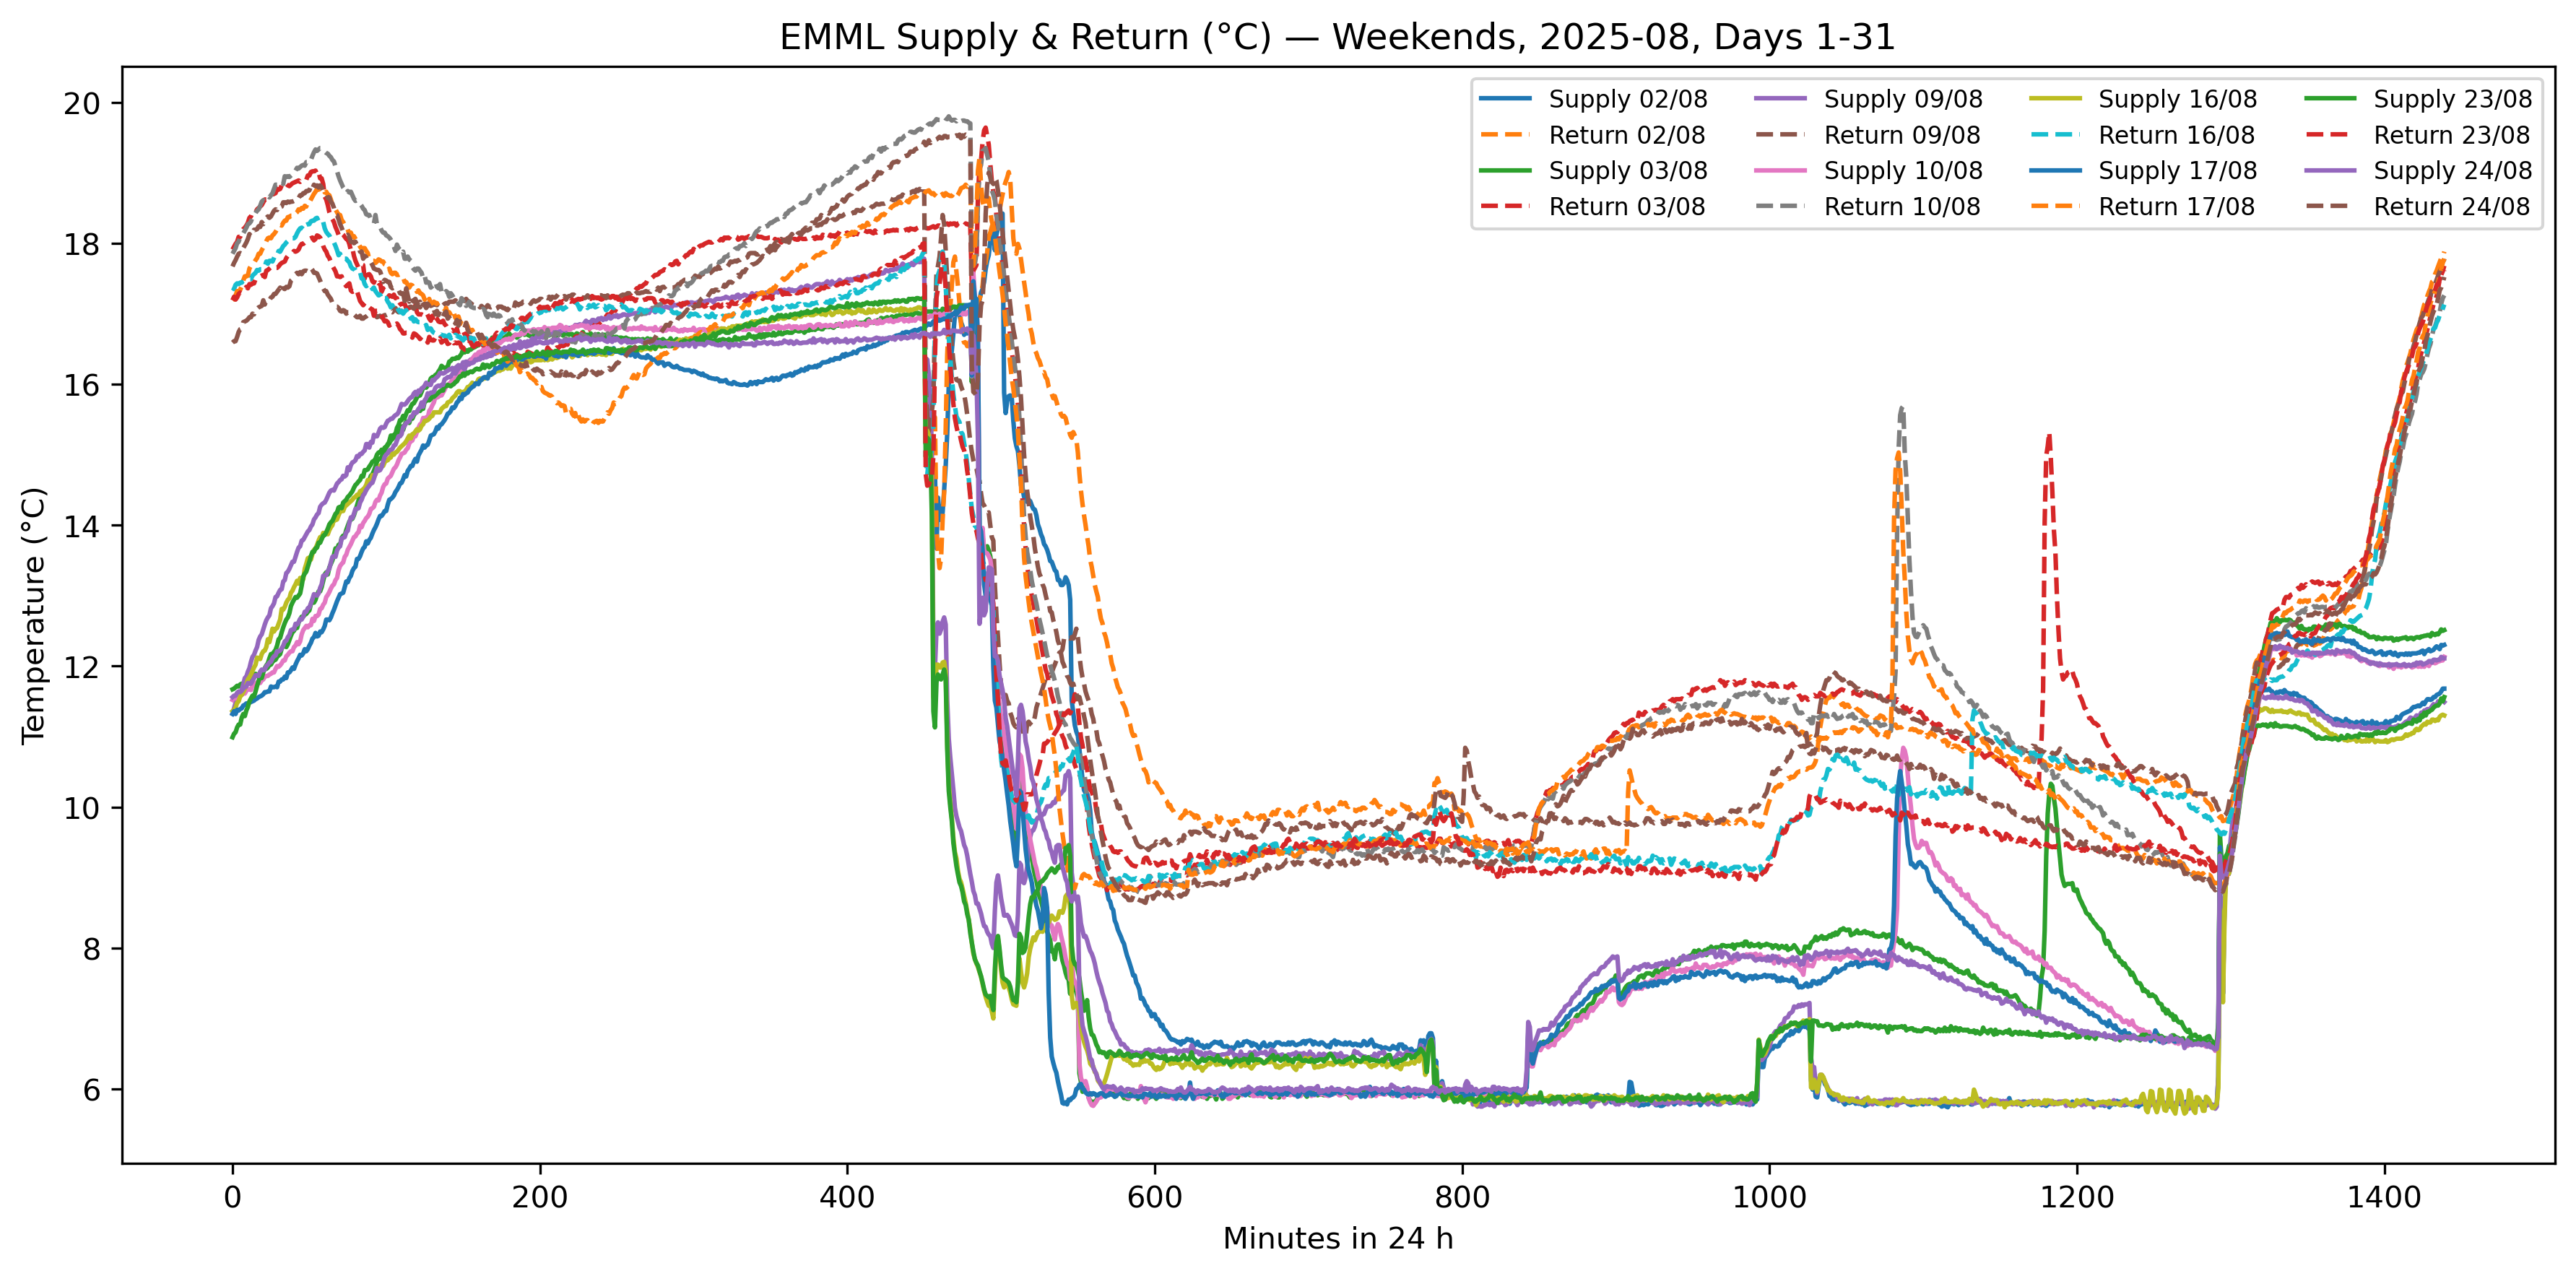 EMML Supply & Return (°C) — Weekends, 2025-08, Days 1-31
Supply 02/08
Return 02/08
Supply 03/08
Return 03/08
Supply 09/08
Return 09/08
Supply 10/08
Return 10/08
Supply 16/08
Return 16/08
Supply 17/08
Return 17/08
Supply 23/08
Return 23/08
Supply 24/08
Return 24/08
Temperature (°C)
20
18
16
14
12
10
8
6
0
200
400
600
800
1000
1200
1400
Minutes in 24 h